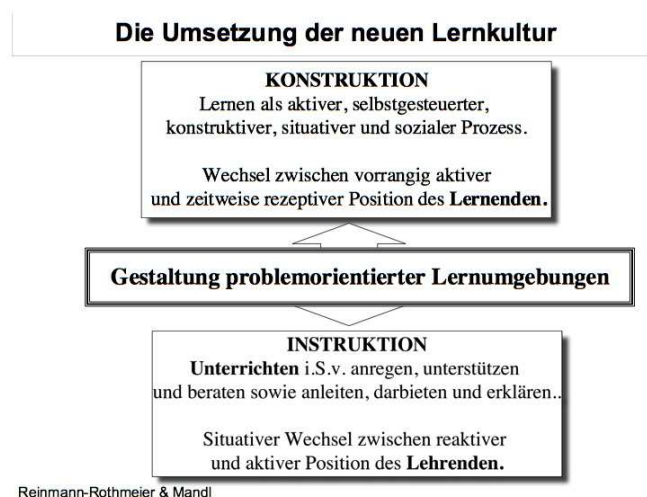 Die Umsetzung der neuen Lernkultur
KONSTRUKTION
Lernen als aktiver, selbstgesteuerter,
konstruktiver, situativer und sozialer Prozess.
Wechsel zwischen vorrangig aktiver
und zeitweise rezeptiver Position des Lernenden.
Gestaltung problemorientierter Lernumgebungen
INSTRUKTION
Unterrichten i.S.v. anregen, unterstützen
und beraten sowie anleiten, darbieten und erklären..
Situativer Wechsel zwischen reaktiver
und aktiver Position des Lehrenden.
Reinmann-Rothmeier & Mandl